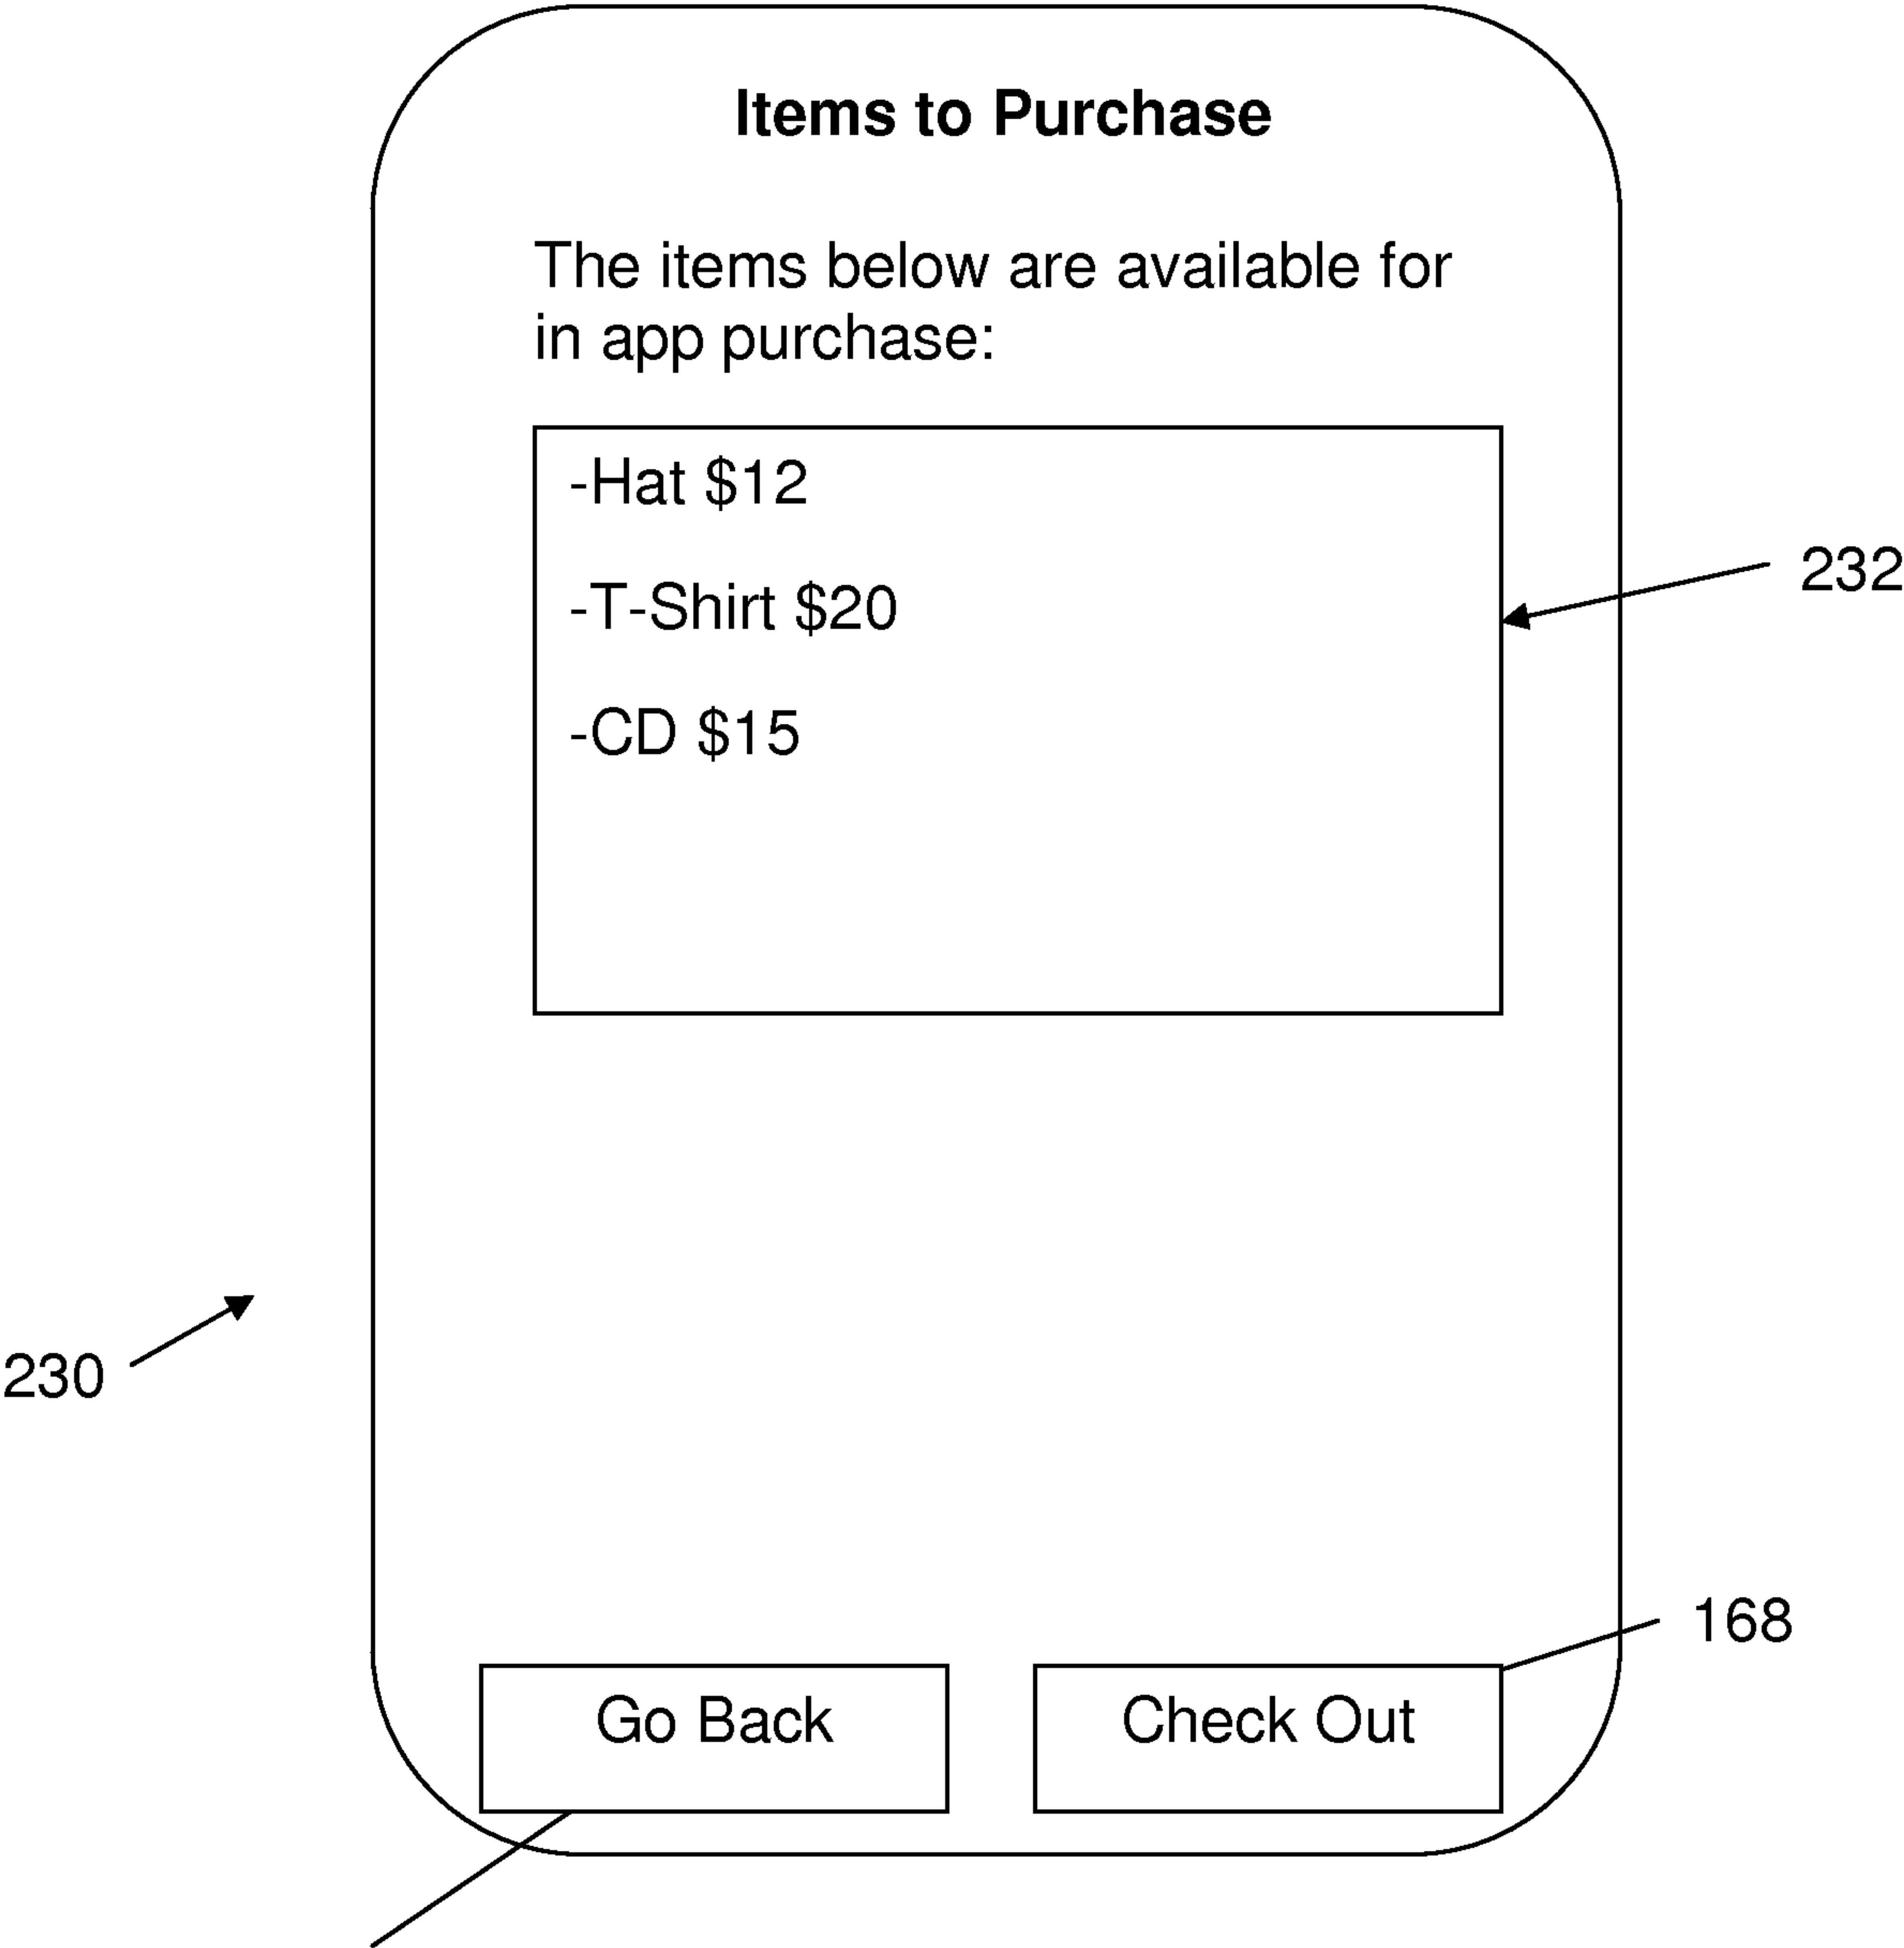 Items to Purchase
The items below are available for
in app purchase:
-Hat $12
-T-Shirt $20
-CD $15
232
230
168
Go Back
Check Out